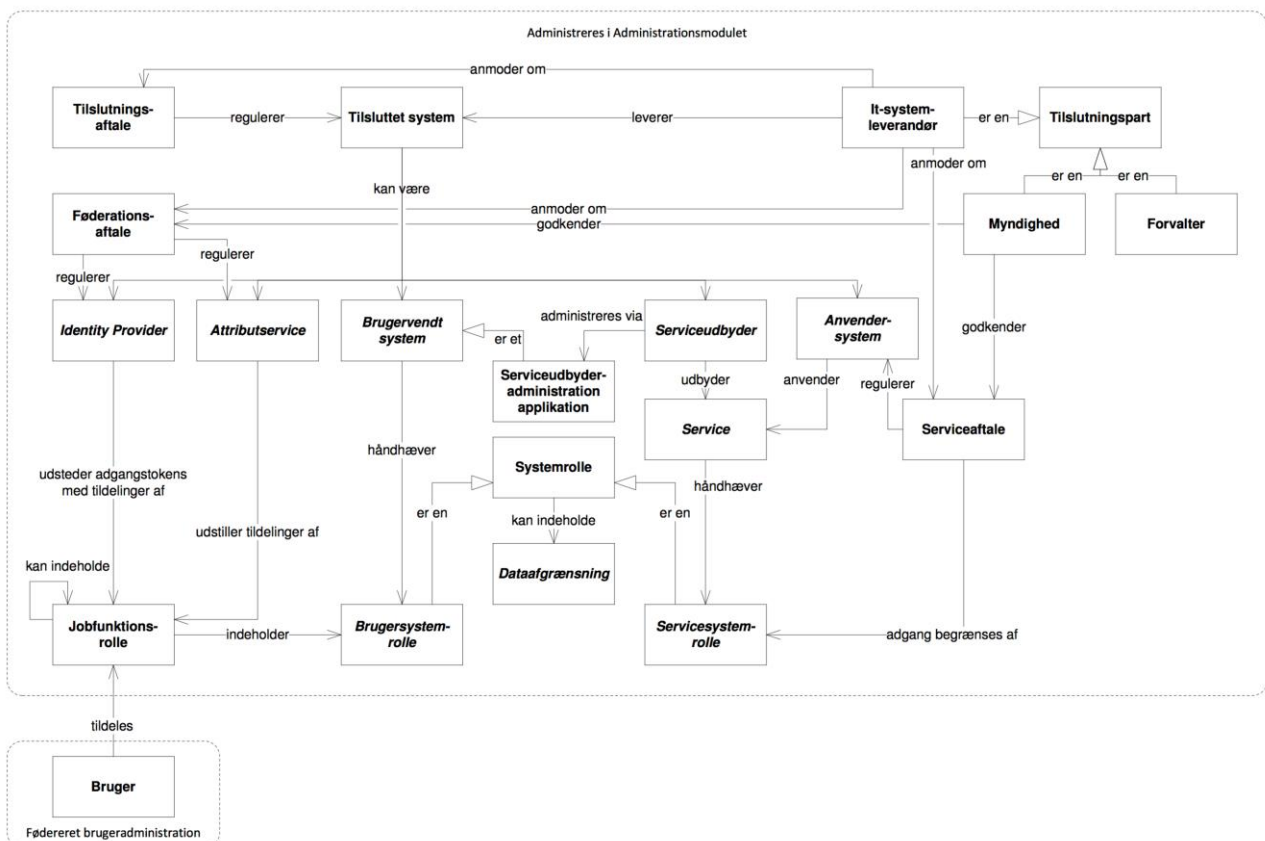 Administreres i Administrationsmodulet
anmoder om
Tilslutnings-
aftale
regulerer
Tilsluttet system
leverer
It-system-
leverandør
er en
Tilslutningspart
anmoder om
kan være
er en
er en
Føderations-
aftale
anmoder om
godkender
Myndighed
Forvalter
regulerer
regulerer
Identity Provider
Attributservice
Brugervendt
system
er et
administreres via
Serviceudbyder
Anvender-
system
godkender
Serviceudbyder-
administration
applikation
udbyder
anvender
regulerer
Service
Serviceaftale
håndhæver
Systemrolle
håndhæver
udsteder adgangstokens
med tildelinger af
er en
kan indeholde
er en
udstiller tildelinger af
kan indeholde
Dataafgrænsning
Jobfunktions-
rolle
indeholder
Brugersystem-
rolle
Servicesystem-
rolle
adgang begrænses af
tildeles
Bruger
Fødereret brugeradministration